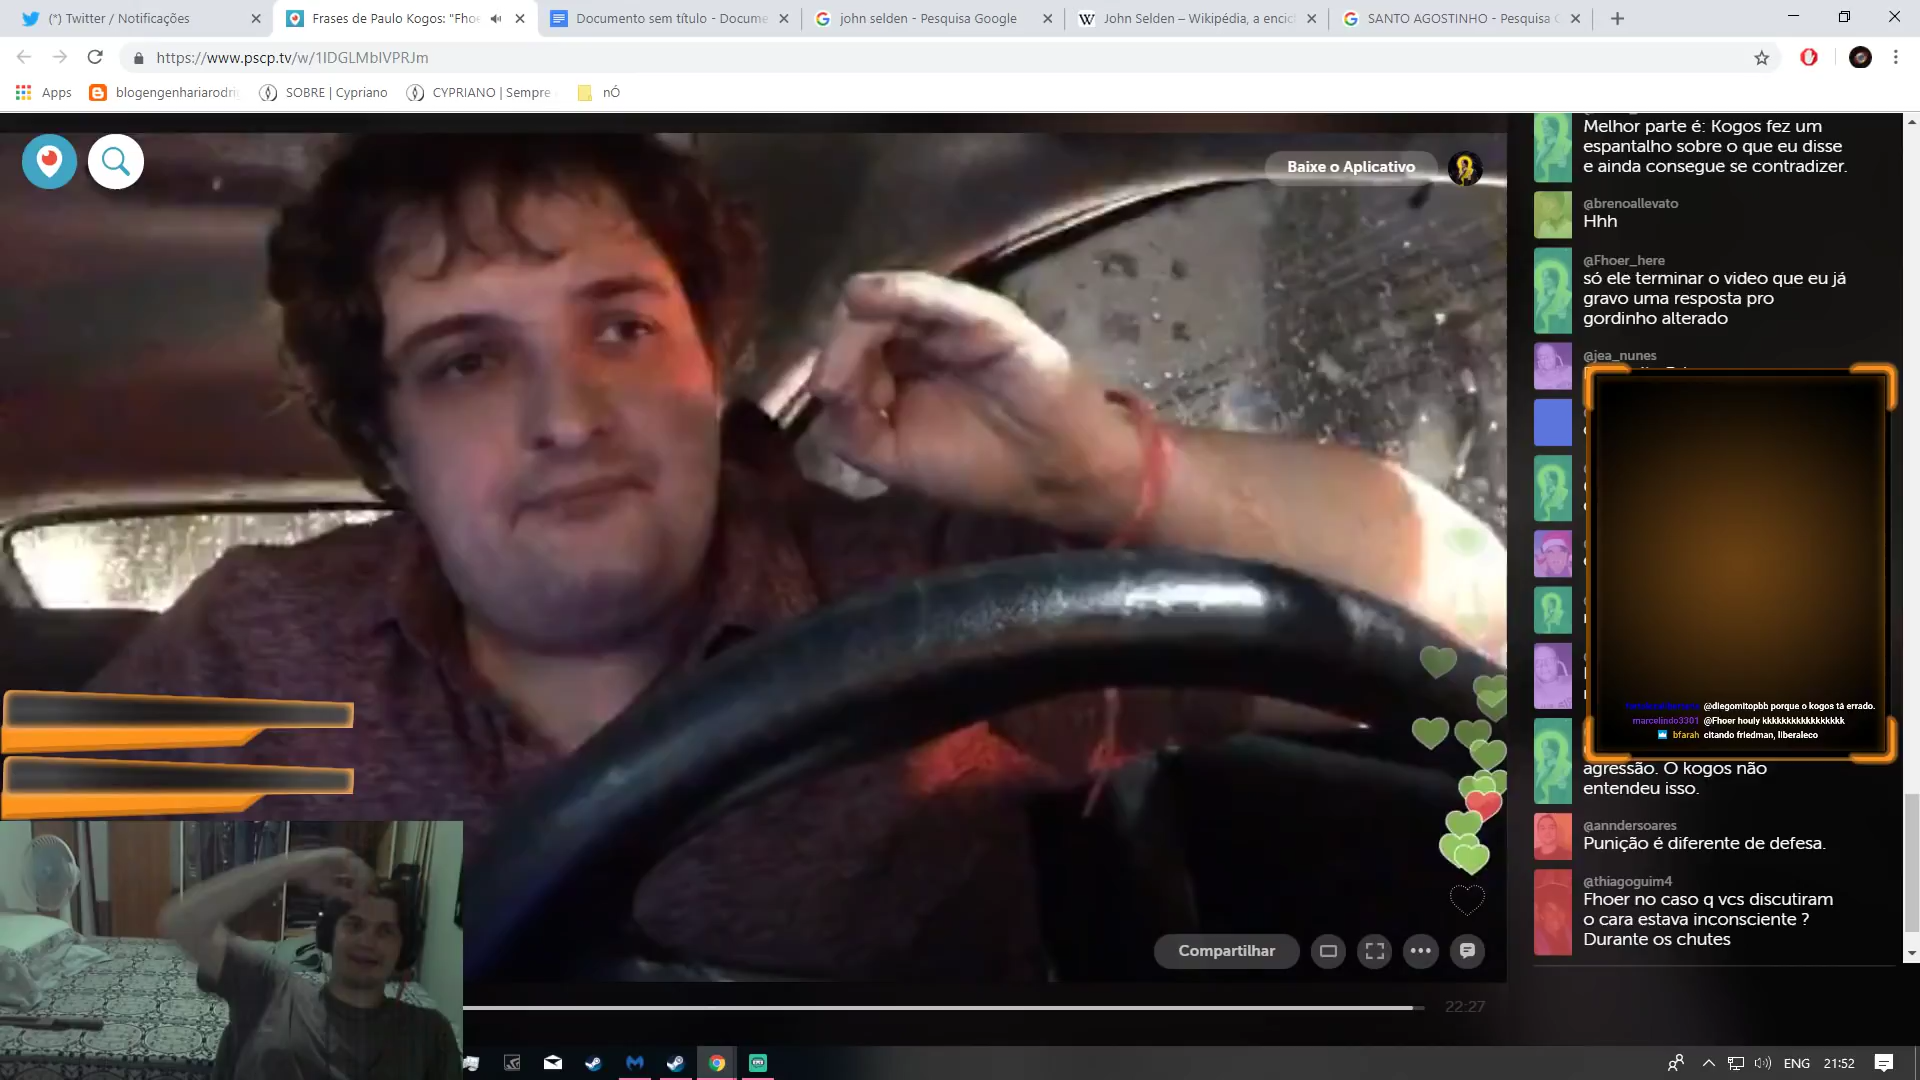 (*) Twitter / Notificações
Frases de Paulo Kogos: "Fhoe
Documento sem título - Docume
john selden - Pesquisa Google
John Selden – Wikipédia, a encicl
SANTO AGOSTINHO - Pesquisa G
https://www.pscp.tv/w/1IDGLMbIVPRJm
Apps
blogengenhariarodri
SOBRE | Cypriano
CYPRIANO | Sempre
nÓ
Baixe o Aplicativo
Melhor parte é: Kogos fez um
espantalho sobre o que eu disse
e ainda consegue se contradizer.
@brenoallevato
Hhh
@Fhoer_here
só ele terminar o video que eu já
gravo uma resposta pro
gordinho alterado
@jea_nunes
@diegomitopbb porque o kogos tá errado.
marcelindo3301 @Fhoer houly kkkkkkkkkkkkkkkkk
bfarah citando friedman, liberaleco
agressão. O kogos não
entendeu isso.
@anndersoares
Punição é diferente de defesa.
@thiagoguim4
Fhoer no caso q vcs discutiram
o cara estava inconsciente ?
Durante os chutes
Compartilhar
22:27
ENG
21:52